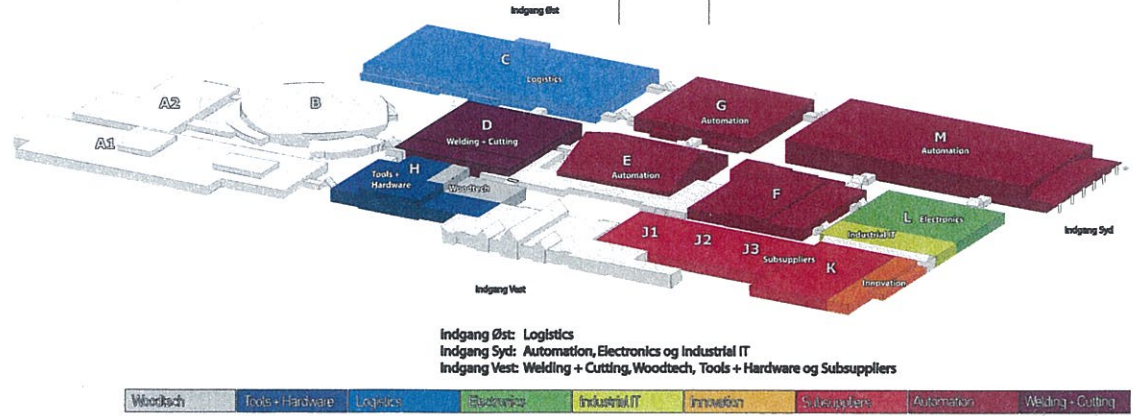 Indgang Øst
C
Logistics
A2
B
G
Automation
A1
D
Welling + Cutting
M
Automation
H
Tools +
Hardware
Woodtech
E
Automation
F
L Electronics
Industrial IT
Indgang Syd
J1
J2
J3
Subsuppliers
K
Innovation
Indgang Vest
Indgang Øst: Logistics
Indgang Syd: Automation, Electronics og Industrial IT
Indgang Vest: Welding + Cutting, Woodtech, Tools + Hardware og Subsuppliers
Woodtech Tools + Hardware Logistics Electronics Industrial IT Innovation Subsuppliers Automation Welding + Cutting